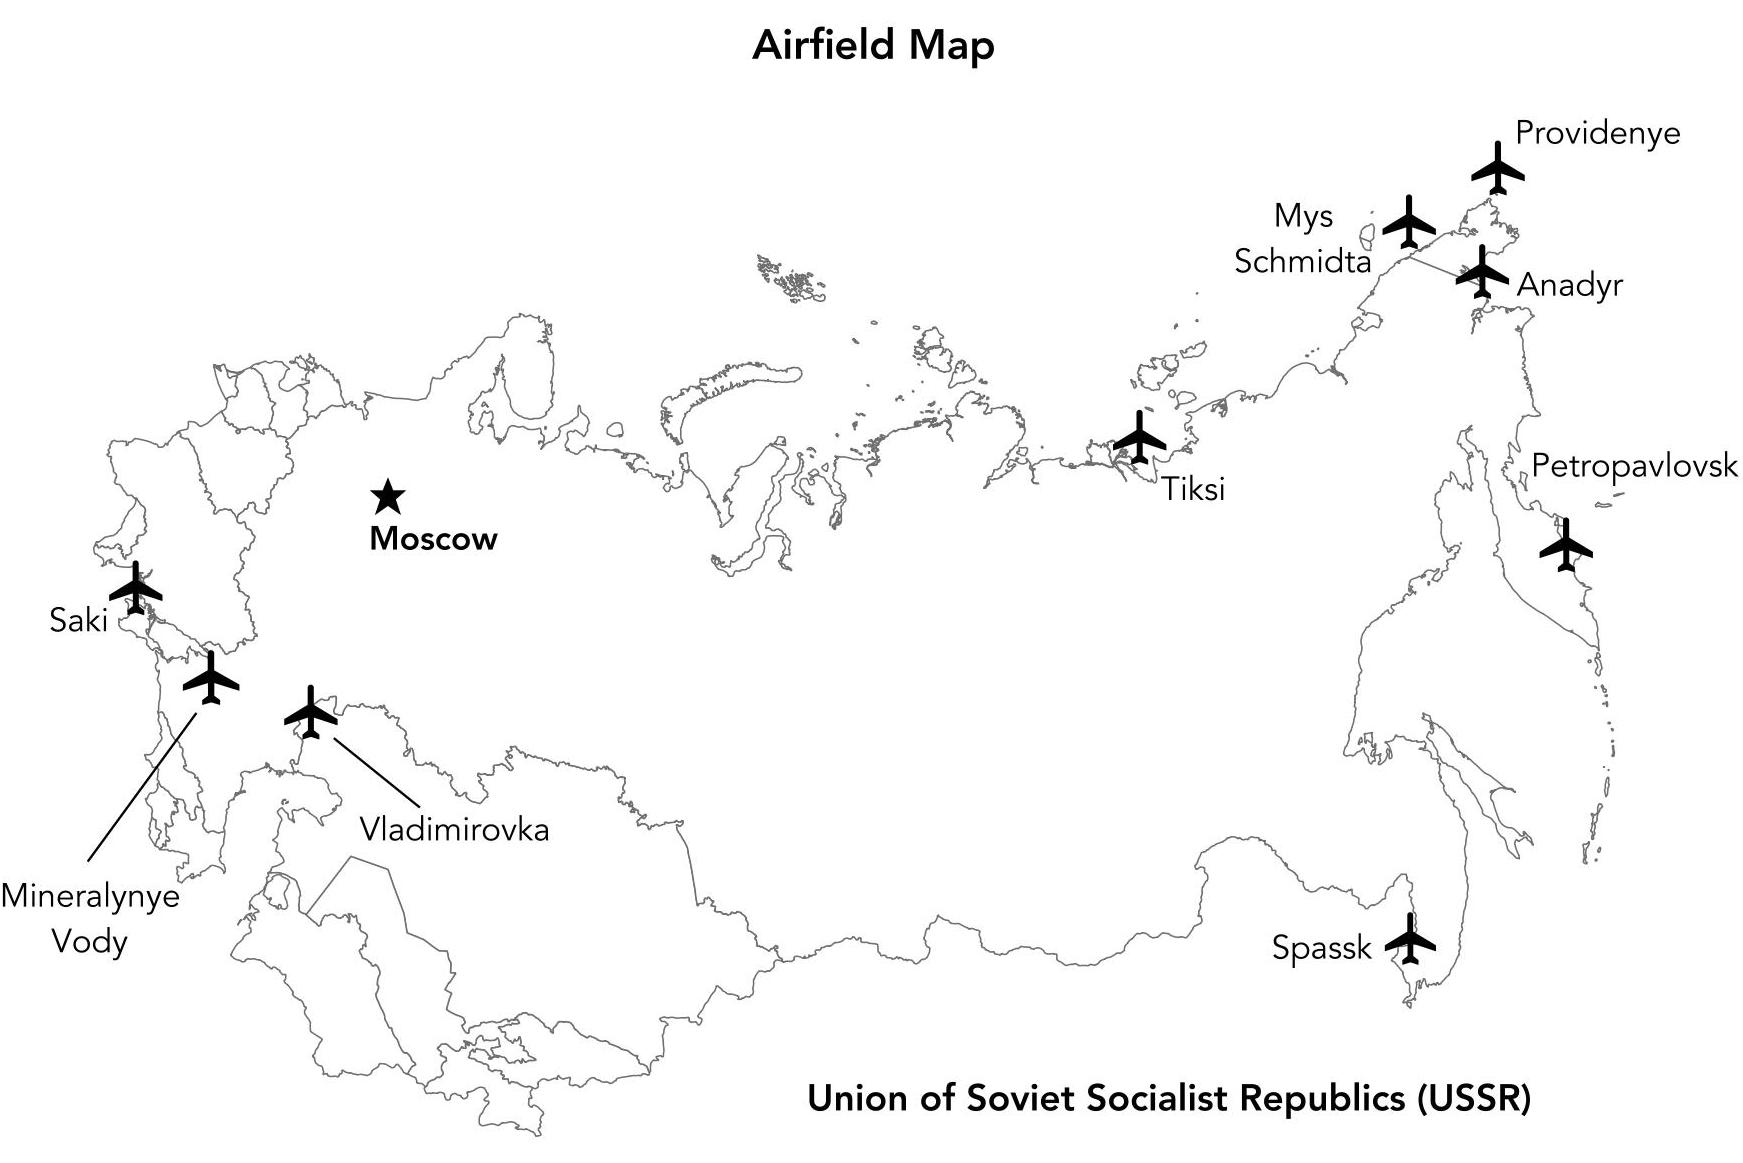 Airfield Map
Providenye
Mys
Schmidta
Anadyr
Petropavlovsk
Tiksi
Moscow
Saki
Vladimirovka
Mineralynye
Vody
Spassk
Union of Soviet Socialist Republics (USSR)